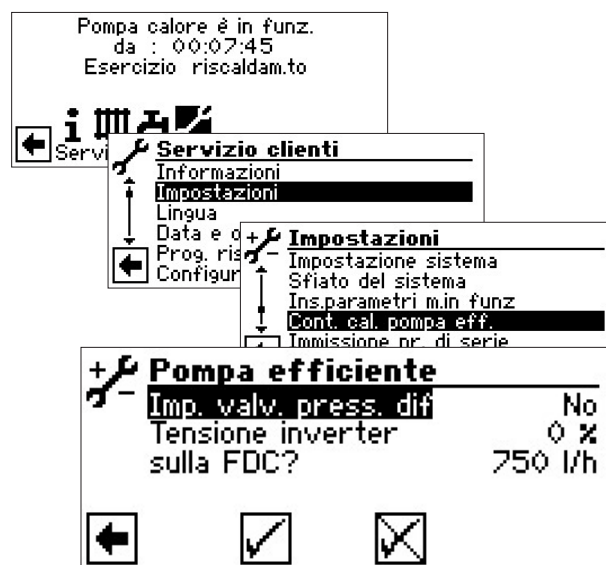 Pompa calore è in funz.
da : 00:07:45
Esercizio riscaldam.to
Servi
Servizio clienti
Informazioni
Impostazioni
Lingua
Data e o
Prog. ris
Configur
Impostazioni
Impostazione sistema
Sfiato del sistema
Ins.parametri m.in funz
Cont. cal. pompa eff.
Immissione nr. di serie
Pompa efficiente
Imp. valv. press. dif No
Tensione inverter 0 %
sulla FDC? 750 l/h